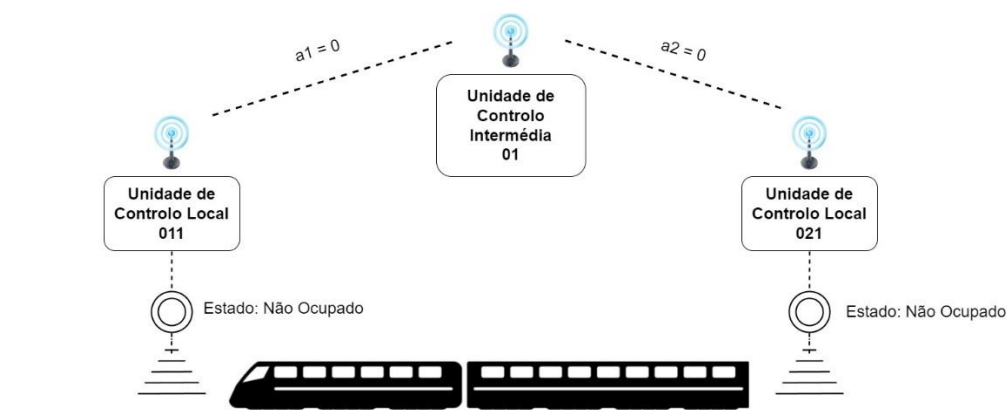 a1 = 0
a2 = 0
Unidade de
Controlo
Intermédia
01
Unidade de
Controlo Local
011
Unidade de
Controlo Local
021
Estado: Não Ocupado
Estado: Não Ocupado